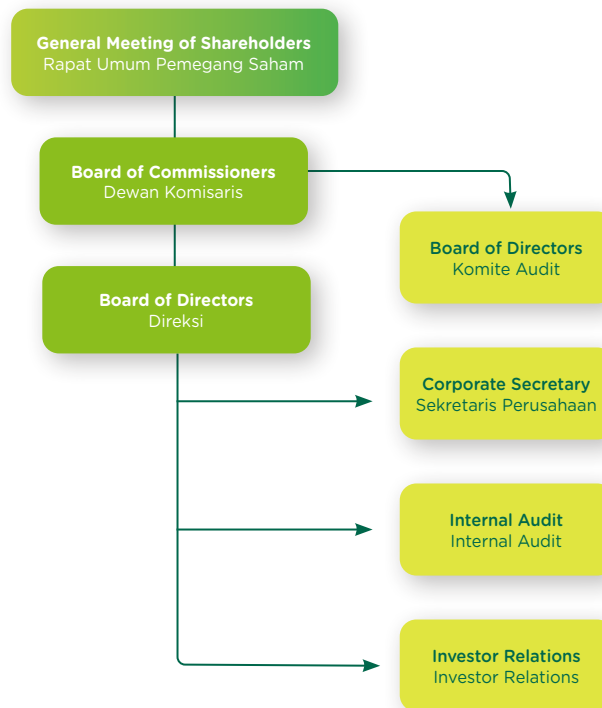 General Meeting of Shareholders
Rapat Umum Pemegang Saham
Board of Commissioners
Dewan Komisaris
Board of Directors
Komite Audit
Board of Directors
Direksi
Corporate Secretary
Sekretaris Perusahaan
Internal Audit
Internal Audit
Investor Relations
Investor Relations